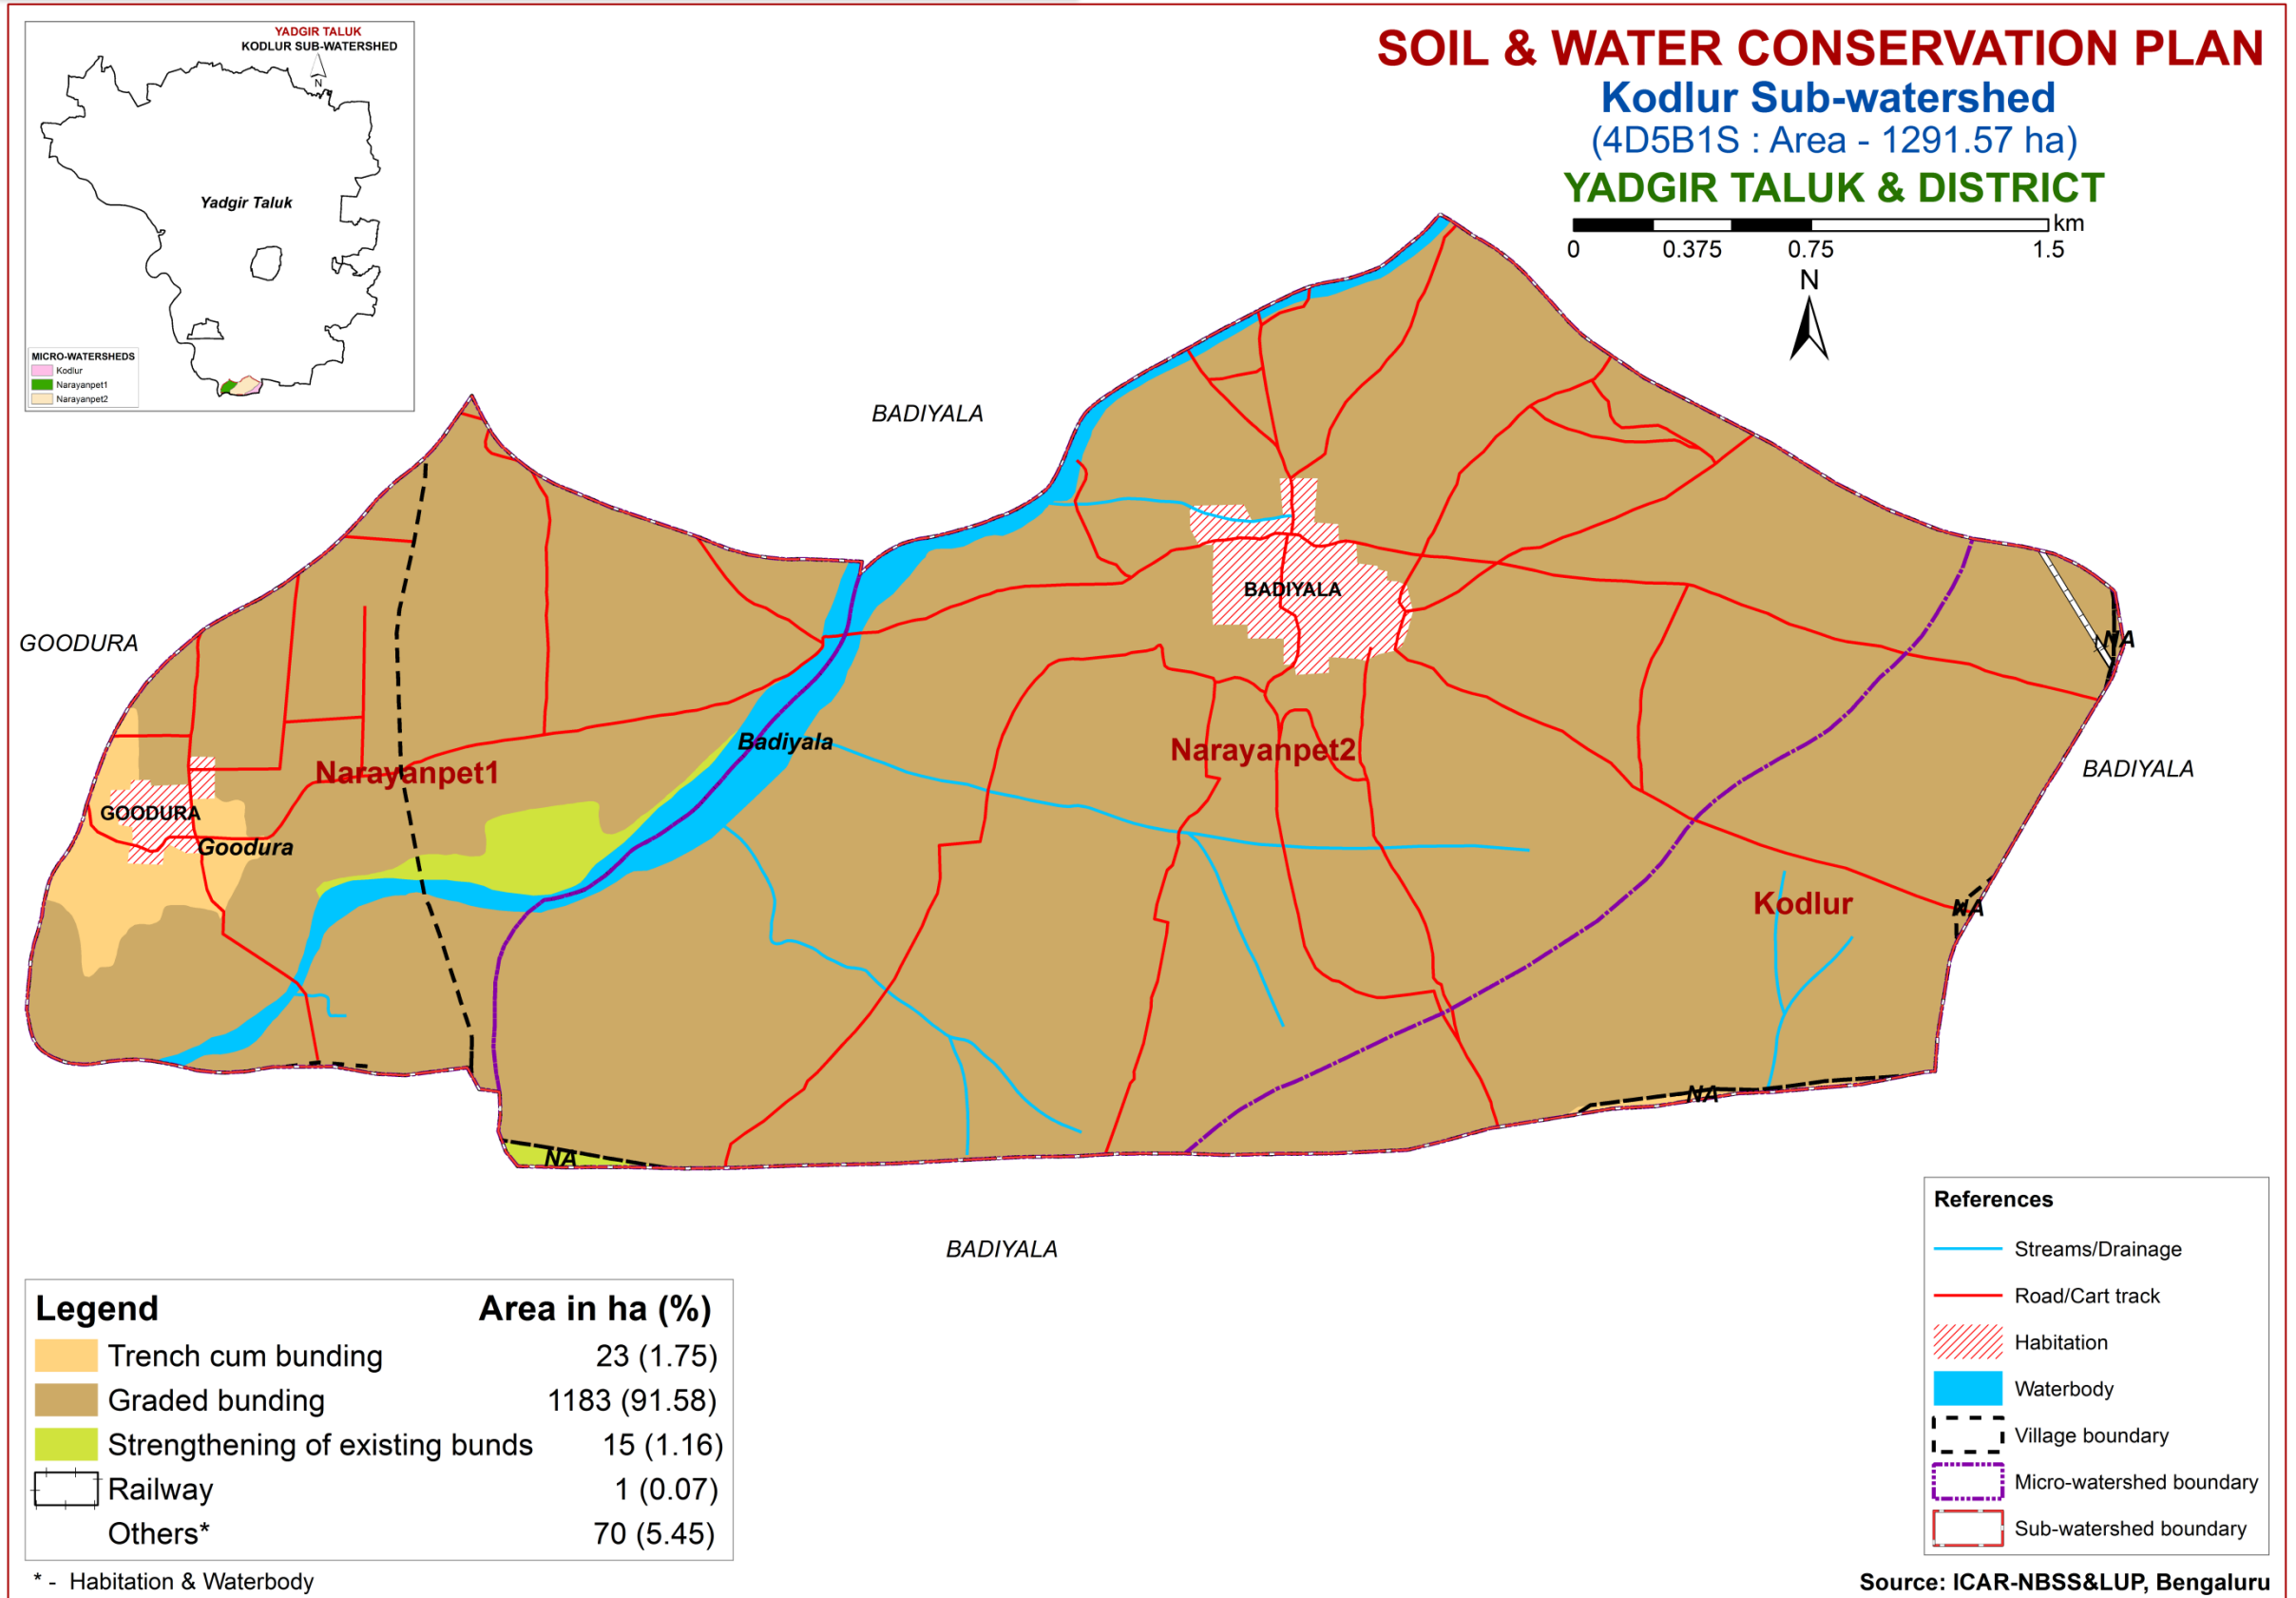 YADGIR TALUK
KODLUR SUB-WATERSHED
N
Yadgir Taluk
MICRO-WATERSHEDS
Kodlur
Narayanpet1
Narayanpet2
SOIL & WATER CONSERVATION PLAN
Kodlur Sub-watershed
(4D5B1S : Area - 1291.57 ha)
YADGIR TALUK & DISTRICT
km
0 0.375 0.75 1.5
N
BADIYALA
GOODURA
BADIYALA
NA
Badiyala
Narayanpet2
Narayanpet1
BADIYALA
GOODURA
Goodura
Kodlur
NA
NA
NA
BADIYALA
Legend Area in ha (%)
Trench cum bunding 23 (1.75)
Graded bunding 1183 (91.58)
Strengthening of existing bunds 15 (1.16)
Railway 1 (0.07)
Others* 70 (5.45)
* - Habitation & Waterbody
References
Streams/Drainage
Road/Cart track
Habitation
Waterbody
Village boundary
Micro-watershed boundary
Sub-watershed boundary
Source: ICAR-NBSS&LUP, Bengaluru